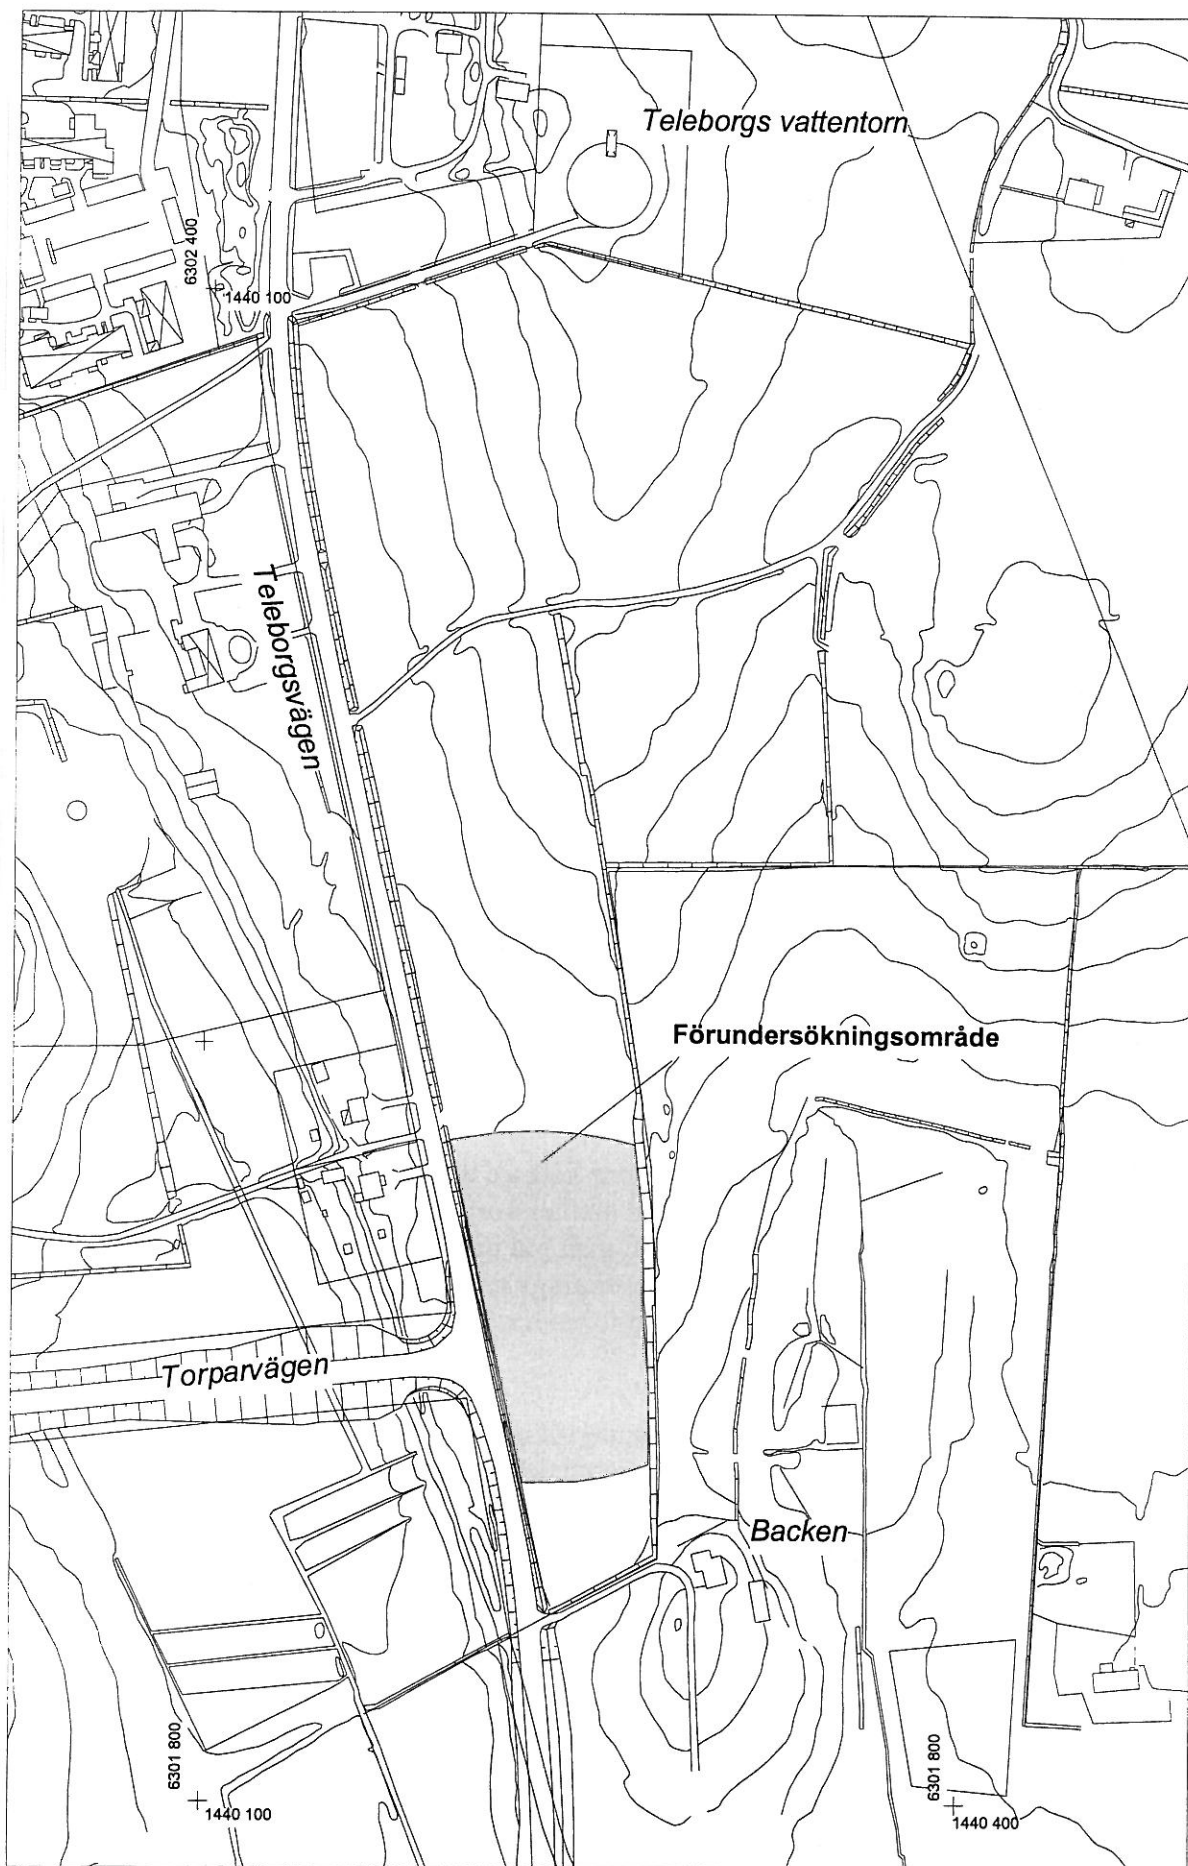 Teleborgs vattentorn
6302 400
1440 100
Teleborgsvägen
Förundersökningsområde
Torparvägen
Backen
6301 800
1440 100
6301 800
1440 400